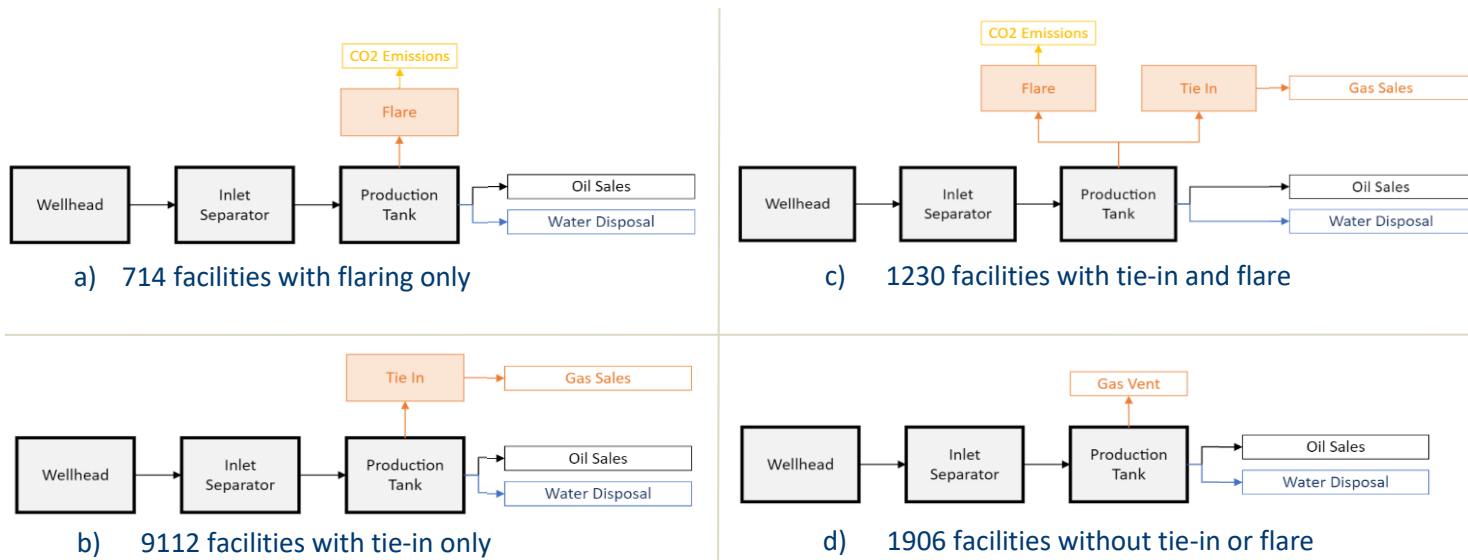 CO2 Emissions
Flare
Wellhead
Inlet
Separator
Production
Tank
Oil Sales
Water Disposal
a) 714 facilities with flaring only
CO2 Emissions
Flare
Tie In
Gas Sales
Wellhead
Inlet
Separator
Production
Tank
Oil Sales
Water Disposal
c) 1230 facilities with tie-in and flare
Tie In
Gas Sales
Wellhead
Inlet
Separator
Production
Tank
Oil Sales
Water Disposal
b) 9112 facilities with tie-in only
Gas Vent
Wellhead
Inlet
Separator
Production
Tank
Oil Sales
Water Disposal
d) 1906 facilities without tie-in or flare